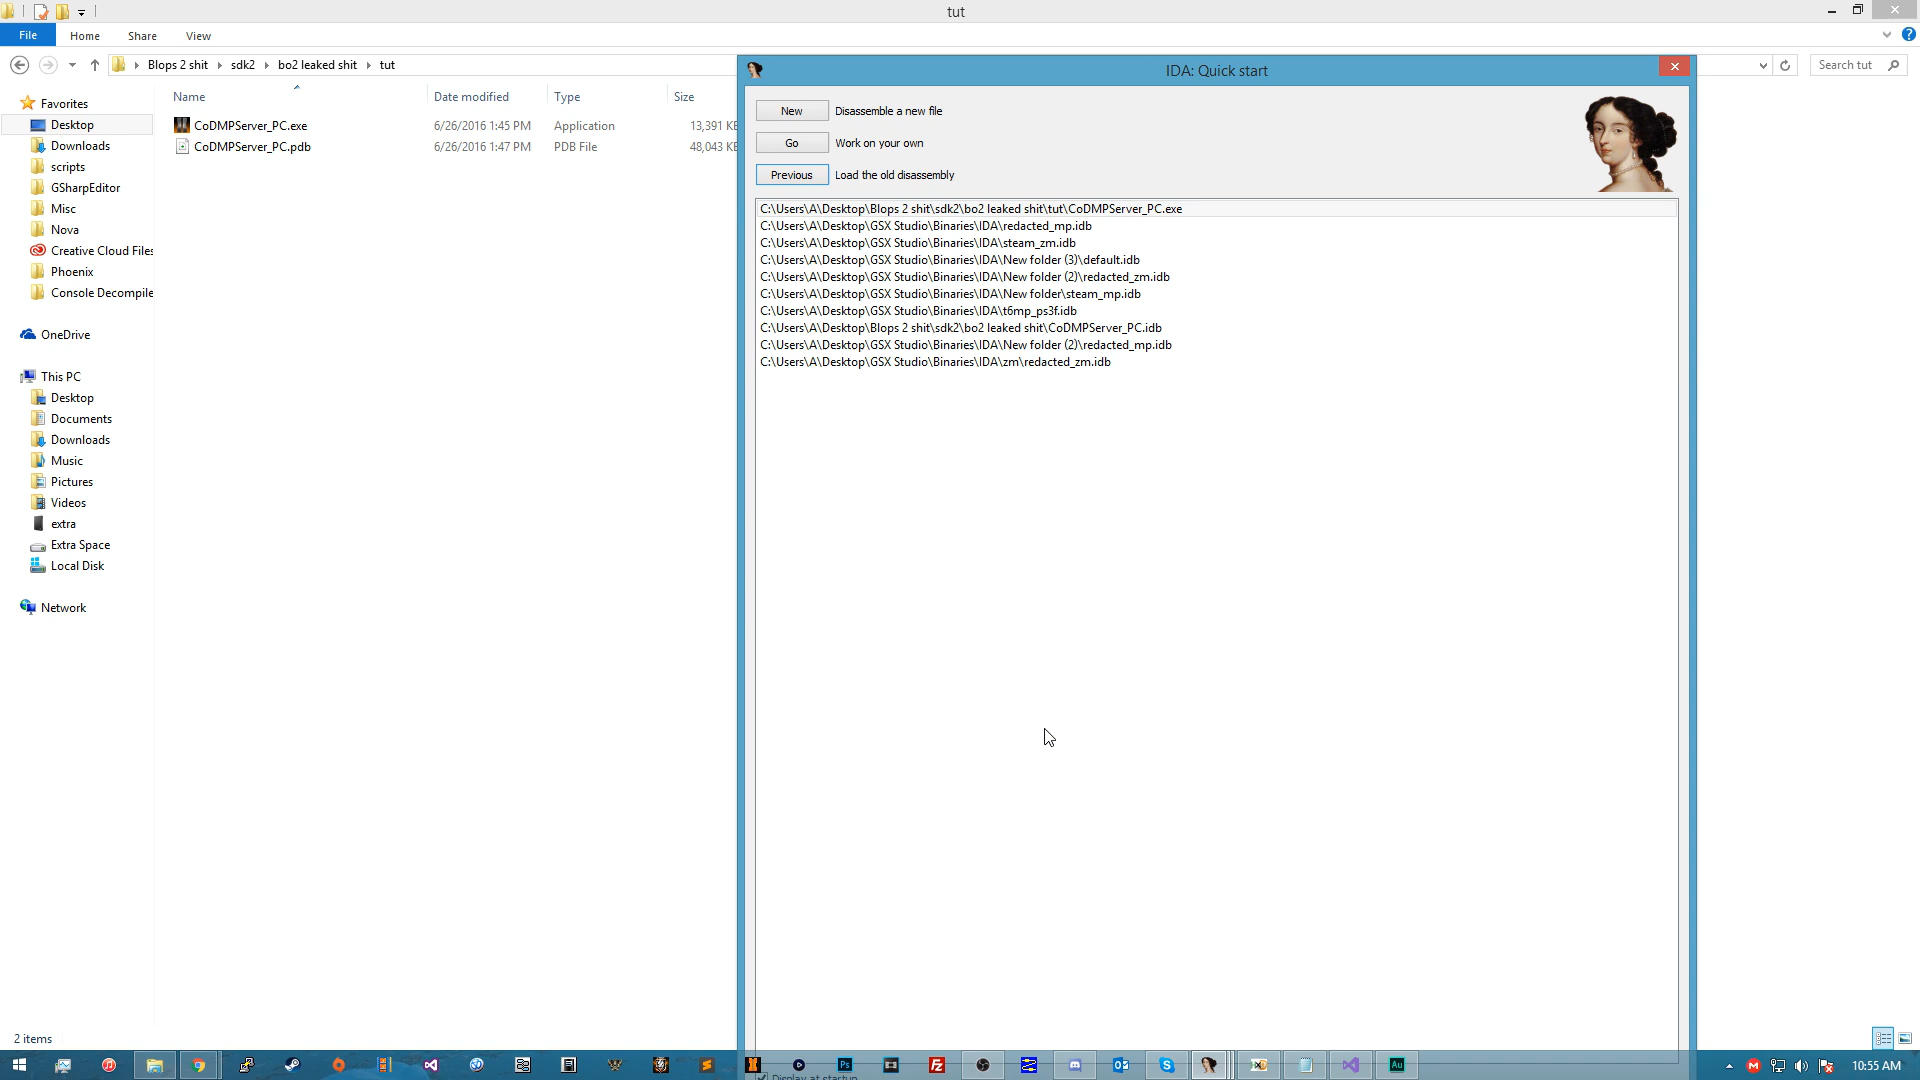 tut
File Home Share View
Blops 2 shit sdk2 bo2 leaked shit tut
Search tut
Name Date modified Type Size
CoDMPServer_PC.exe 6/26/2016 1:45 PM Application 13,391 KB
CoDMPServer_PC.pdb 6/26/2016 1:47 PM PDB File 48,043 KB
Favorites
Desktop
Downloads
scripts
GSharpEditor
Misc
Nova
Creative Cloud Files
Phoenix
Console Decompile
OneDrive
This PC
Desktop
Documents
Downloads
Music
Pictures
Videos
extra
Extra Space
Local Disk
Network
2 items
IDA: Quick start
New Disassemble a new file
Go Work on your own
Previous Load the old disassembly
C:\Users\A\Desktop\Blops 2 shit\sdk2\bo2 leaked shit\tut\CoDMPServer_PC.exe
C:\Users\A\Desktop\GSX Studio\Binaries\IDA\redacted_mp.idb
C:\Users\A\Desktop\GSX Studio\Binaries\IDA\steam_zm.idb
C:\Users\A\Desktop\GSX Studio\Binaries\IDA\New folder (3)\default.idb
C:\Users\A\Desktop\GSX Studio\Binaries\IDA\New folder (2)\redacted_zm.idb
C:\Users\A\Desktop\GSX Studio\Binaries\IDA\New folder\steam_mp.idb
C:\Users\A\Desktop\GSX Studio\Binaries\IDA\t6mp_ps3f.idb
C:\Users\A\Desktop\Blops 2 shit\sdk2\bo2 leaked shit\CoDMPServer_PC.idb
C:\Users\A\Desktop\GSX Studio\Binaries\IDA\New folder (2)\redacted_mp.idb
C:\Users\A\Desktop\GSX Studio\Binaries\IDA\zm\redacted_zm.idb
Display at startup
Ps
Au
10:55 AM